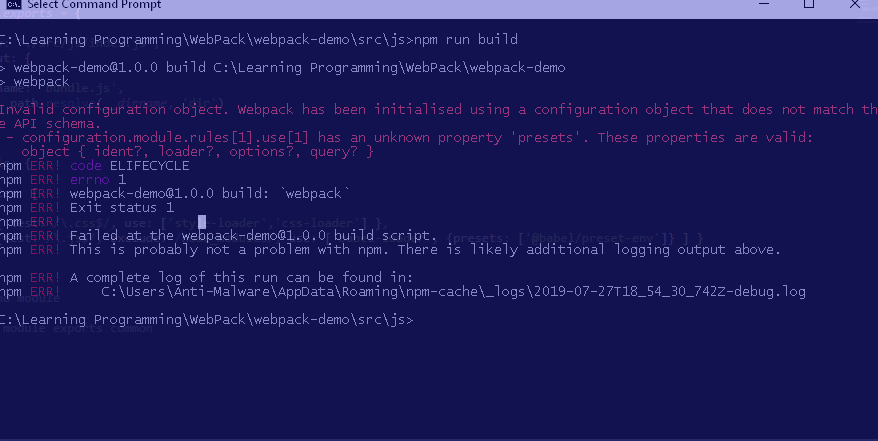 Select Command Prompt
C:\Learning Programming\WebPack\webpack-demo\src\js>npm run build
> webpack-demo@1.0.0 build C:\Learning Programming\WebPack\webpack-demo
> webpack
Invalid configuration object. Webpack has been initialised using a configuration object that does not match th
e API schema.
- configuration.module.rules[1].use[1] has an unknown property 'presets'. These properties are valid:
object { ident?, loader?, options?, query? }
npm ERR! code ELIFECYCLE
npm ERR! errno 1
npm ERR! webpack-demo@1.0.0 build: `webpack`
npm ERR! Exit status 1
npm ERR!
npm ERR! Failed at the webpack-demo@1.0.0 build script.
npm ERR! This is probably not a problem with npm. There is likely additional logging output above.
npm ERR! A complete log of this run can be found in:
npm ERR! C:\Users\Anti-Malware\AppData\Roaming\npm-cache\_logs\2019-07-27T18_54_30_742Z-debug.log
C:\Learning Programming\WebPack\webpack-demo\src\js>